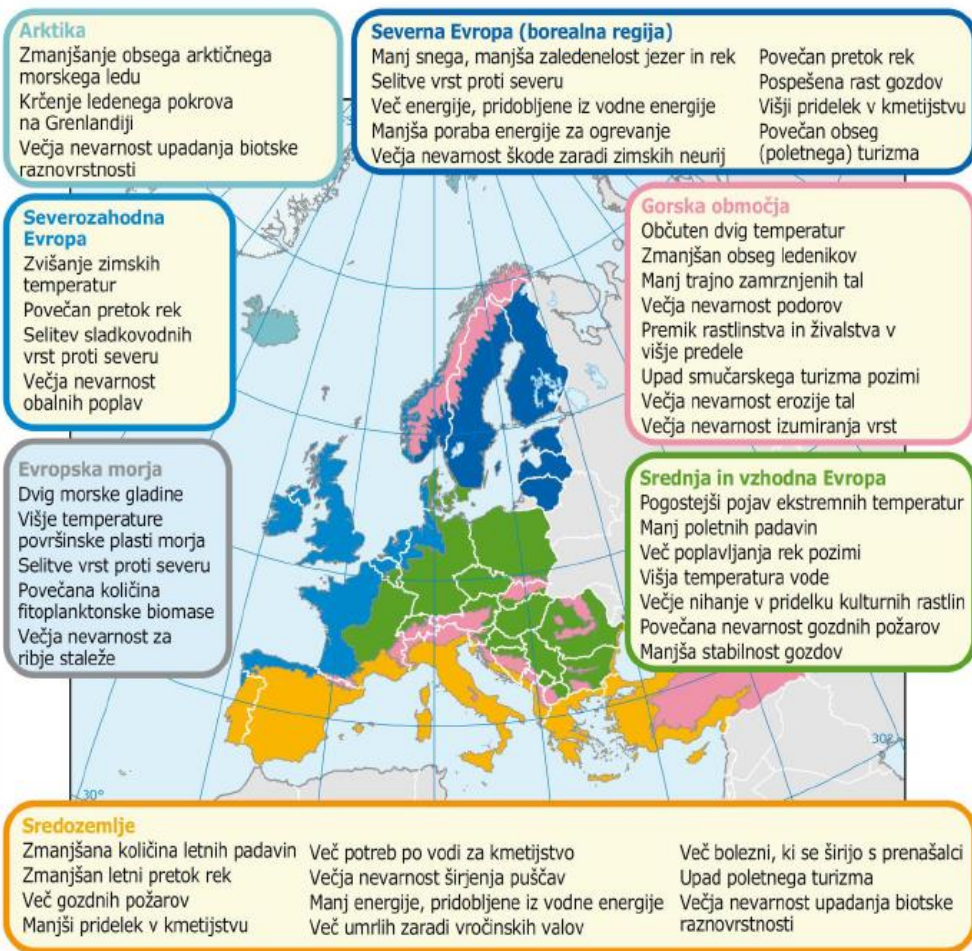 Arktika
Zmanjšanje obsega arktičnega
morskega ledu
Krčenje ledenega pokrova
na Grenlandiji
Večja nevarnost upadanja biotske
raznovrstnosti
Severna Evropa (borealna regija)
Manj snega, manjša zaledenelost jezer in rek
Selitve vrst proti severu
Več energije, pridobljene iz vodne energije
Manjša poraba energije za ogrevanje
Večja nevarnost škode zaradi zimskih neurij
Povečan pretok rek
Pospešena rast gozdov
Višji pridelek v kmetijstvu
Povečan obseg
(poletnega) turizma
Severozahodna
Evropa
Zvišanje zimskih
temperatur
Povečan pretok rek
Selitev sladkovodnih
vrst proti severu
Večja nevarnost
obalnih poplav
Gorska območja
Občuten dvig temperatur
Zmanjšan obseg ledenikov
Manj trajno zamrznjenih tal
Večja nevarnost podorov
Premik rastlinstva in živalstva v
višje predele
Upad smučarskega turizma pozimi
Večja nevarnost erozije tal
Večja nevarnost izumiranja vrst
Evropska morja
Dvig morske gladine
Višje temperature
površinske plasti morja
Selitve vrst proti severu
Povečana količina
fitoplanktonske biomase
Večja nevarnost za
ribje staleže
Srednja in vzhodna Evropa
Pogostejši pojav ekstremnih temperatur
Manj poletnih padavin
Več poplavljanja rek pozimi
Višja temperatura vode
Večje nihanje v pridelku kulturnih rastlin
Povečana nevarnost gozdnih požarov
Manjša stabilnost gozdov
30°
30°
Sredozemlje
Zmanjšana količina letnih padavin
Zmanjšan letni pretok rek
Več gozdnih požarov
Manjši pridelek v kmetijstvu
Več potreb po vodi za kmetijstvo
Večja nevarnost širjenja puščav
Manj energije, pridobljene iz vodne energije
Več umrlih zaradi vročinskih valov
Več bolezni, ki se širijo s prenašalci
Upad poletnega turizma
Večja nevarnost upadanja biotske
raznovrstnosti